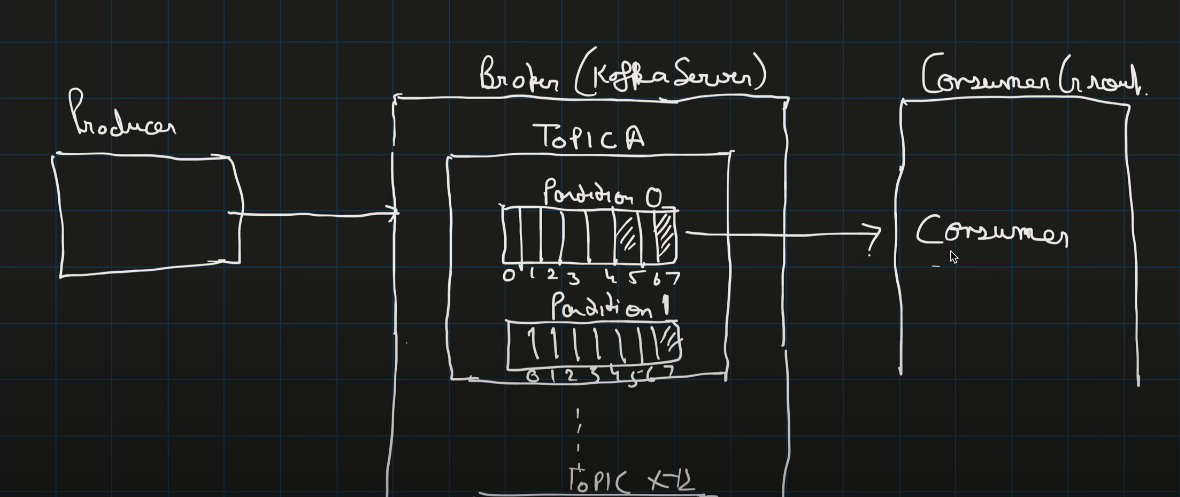 Producer
Broker (Kafka Server)
TOPIC A
Partition 0
0 1 2 3 4 5 6 7
Partition 1
0 1 2 3 4 5 6 7
TOPIC
Consumer Group.
Consumer